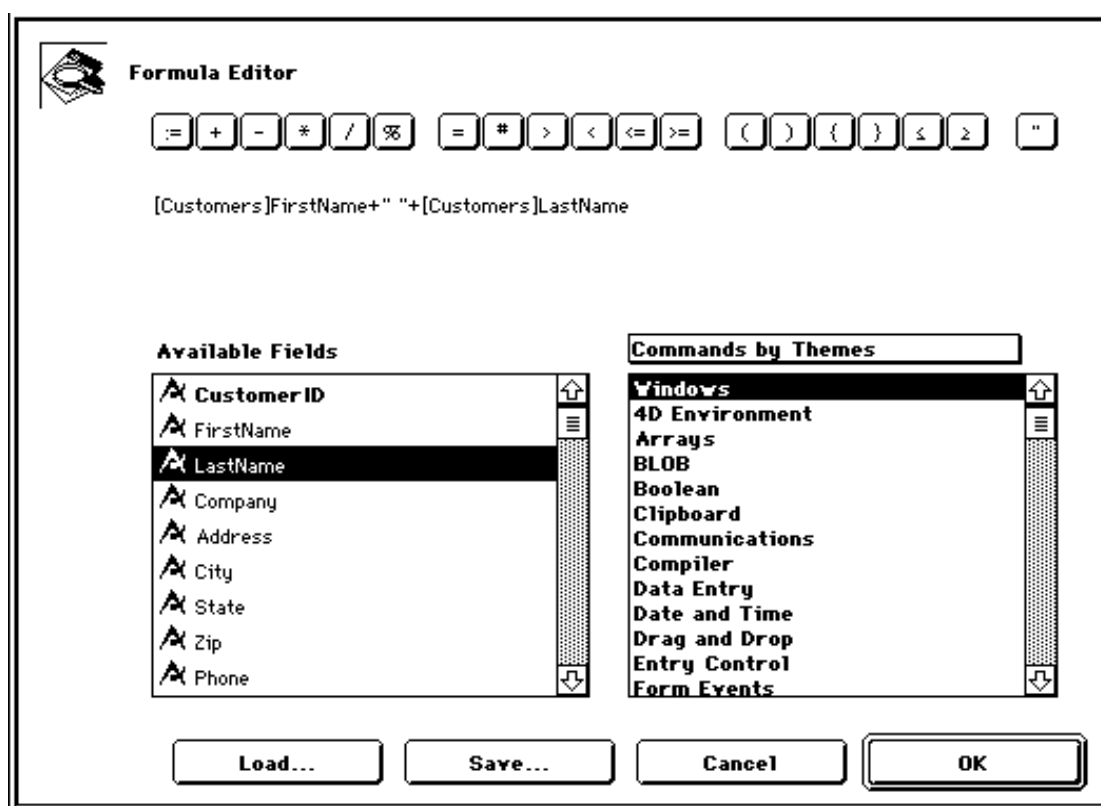 Formula Editor
:= + - * / % = # > < <= >= ( ) { } ≤ ≥ "
[Customers]FirstName+" "+[Customers]LastName
Available Fields
CustomerID
FirstName
LastName
Company
Address
City
State
Zip
Phone
Commands by Themes
Windows
4D Environment
Arrays
BLOB
Boolean
Clipboard
Communications
Compiler
Data Entry
Date and Time
Drag and Drop
Entry Control
Form Events
Load...
Save...
Cancel
OK